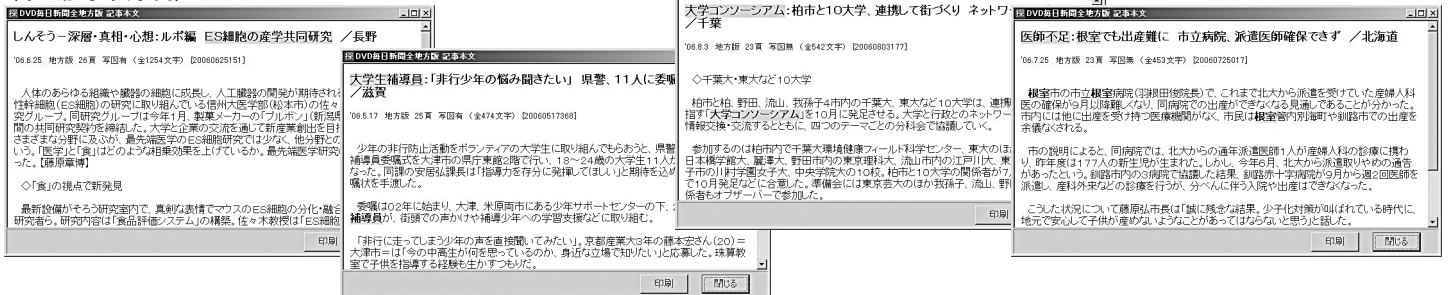 探 DVD毎日新聞全地方版 記事本文
しんそう－深層・真相・心想：ルポ編 ES細胞の産学共同研究 ／長野
'06.6.25 地方版 26頁 写図有 (全1254文字) [20060625151]
人体のあらゆる組織や臓器の細胞に成長し、人工臓器の開発が期待され
性幹細胞(ES細胞)の研究に取り組んでいる信州大医学部(松本市)の佐々
究グループ。同研究グループは今年1月、製菓メーカーの「ブルボン」(新潟県
間の共同研究契約を締結した。大学と企業の交流を通じて新産業創出を目
さまざまな分野に及ぶが、最先端医学のES細胞研究では少なく、他分野との
いう。「医学」と「食」はどのような相乗効果を上げているか。最先端医学研究
った。【藤原章博】
◇「食」の視点で新発見
最新設備がそろう研究室内で、真剣な表情でマウスのES細胞の分化・融合
研究者ら。研究内容は「食品評価システム」の構築。佐々木教授は「ES細胞
印刷
探 DVD毎日新聞全地方版 記事本文
大学生補導員：「非行少年の悩み聞きたい」 県警、11人に委嘱
／滋賀
'06.5.17 地方版 25頁 写図有 (全474文字) [20060517368]
少年の非行防止活動をボランティアの大学生に取り組んでもらおうと、県警
補導員委嘱式を大津市の県庁東館2階で行い、18～24歳の大学生11人が
なった。同課の安居弘課長は「指導力を存分に発揮してほしい」と期待を込め
嘱状を手渡した。
委嘱は02年に始まり、大津、米原両市にある少年サポートセンターの下、
補導員が、街頭での声かけや補導少年への学習支援などに取り組む。
「非行に走ってしまう少年の声を直接聞いてみたい」。京都産業大3年の藤本宏さん(20)＝
大津市＝は「今の中高生が何を思っているのか、身近な立場で知りたい」と応募した。珠算教
室で子供を指導する経験も生かすつもりだ。
印刷 閉じる
大学コンソーシアム：柏市と10大学、連携して街づくり ネットワー
／千葉
'06.8.3 地方版 23頁 写図無 (全542文字) [20060803177]
◇千葉大・東大など10大学
柏市と柏、野田、流山、我孫子4市内の千葉大、東大など10大学は、連携
指す「大学コンソーシアム」を10月に発足させる。大学と行政とのネットワー
情報交換・交流するとともに、四つのテーマごとの分科会で協議していく。
参加するのは柏市内で千葉大環境健康フィールド科学センター、東大の
日本橋学館大、麗澤大、野田市内の東京理科大、流山市内の江戸川大、東
子市の川村学園女子大、中央学院大の10校。柏市と10大学の関係者が7
で10月発足などに合意した。準備会には東京芸大のほか我孫子、流山、野
係者もオブザーバーで参加した。
印刷
探 DVD毎日新聞全地方版 記事本文
医師不足：根室でも出産難に 市立病院、派遣医師確保できず ／北海道
'06.7.25 地方版 23頁 写図無 (全453文字) [20060725017]
根室市の市立根室病院(羽根田俊院長)で、これまで北大から派遣を受けていた産婦人科
医の確保が9月以降難しくなり、同病院での出産ができなくなる見通しであることが分かった。
市内には他に出産を受け持つ医療機関がなく、市民は根室管内別海町や釧路市での出産を
余儀なくされる。
市の説明によると、同病院では、北大からの通年派遣医師1人が産婦人科の診療に携わ
り、昨年度は177人の新生児が生まれた。しかし、今年6月、北大から派遣取りやめの通告
があったという。釧路市内の3病院で協議した結果、釧路赤十字病院が9月から週2回医師を
派遣し、産科外来などの診療を行うが、分べんに伴う入院や出産はできなくなった。
こうした状況について藤原弘市長は「誠に残念な結果。少子化対策が叫ばれている時代に、
地元で安心して子供が産めないようなことがあってはならないと思う」と話した。
印刷 閉じる